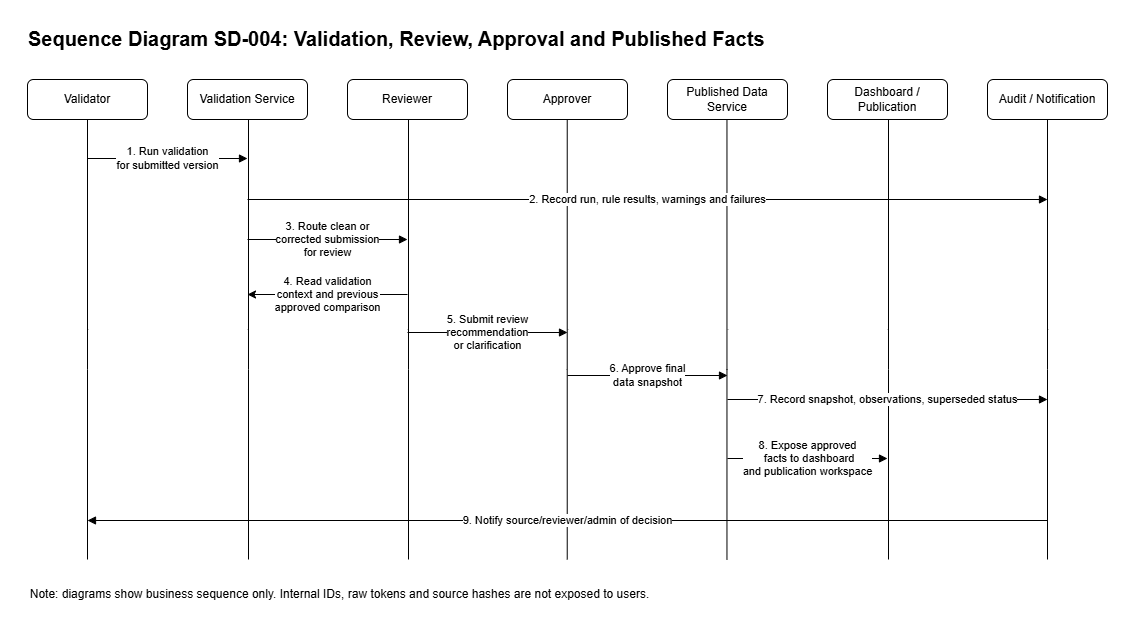 Sequence Diagram SD-004: Validation, Review, Approval and Published Facts
Validator
Validation Service
Reviewer
Approver
Published Data
Service
Dashboard /
Publication
Audit / Notification
1. Run validation
for submitted version
2. Record run, rule results, warnings and failures
3. Route clean or
corrected submission
for review
4. Read validation
context and previous
approved comparison
5. Submit review
recommendation
or clarification
6. Approve final
data snapshot
7. Record snapshot, observations, superseded status
8. Expose approved
facts to dashboard
and publication workspace
9. Notify source/reviewer/admin of decision
Note: diagrams show business sequence only. Internal IDs, raw tokens and source hashes are not exposed to users.